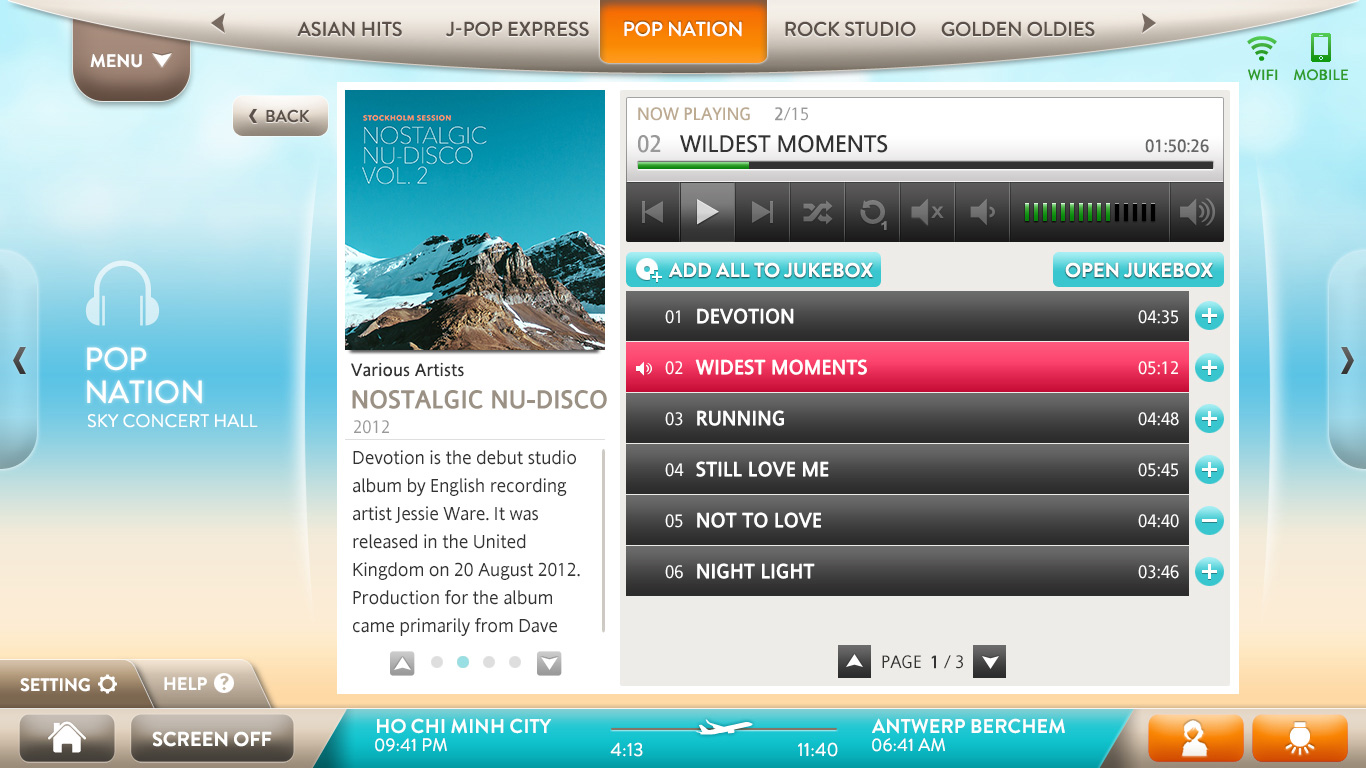 ASIAN HITS
J-POP EXPRESS
POP NATION
ROCK STUDIO
GOLDEN OLDIES
MENU
WIFI
MOBILE
BACK
POP
NATION
SKY CONCERT HALL
STOCKHOLM SESSION
NOSTALGIC
NU-DISCO
VOL. 2
Various Artists
NOSTALGIC NU-DISCO
2012
Devotion is the debut studio
album by English recording
artist Jessie Ware. It was
released in the United
Kingdom on 20 August 2012.
Production for the album
came primarily from Dave
NOW PLAYING 2/15
02 WILDEST MOMENTS 01:50:26
1
ADD ALL TO JUKEBOX
OPEN JUKEBOX
01 DEVOTION 04:35
02 WIDEST MOMENTS 05:12
03 RUNNING 04:48
04 STILL LOVE ME 05:45
05 NOT TO LOVE 04:40
06 NIGHT LIGHT 03:46
PAGE 1 / 3
SETTING
HELP ?
SCREEN OFF
HO CHI MINH CITY
09:41 PM
4:13
11:40
ANTWERP BERCHEM
06:41 AM